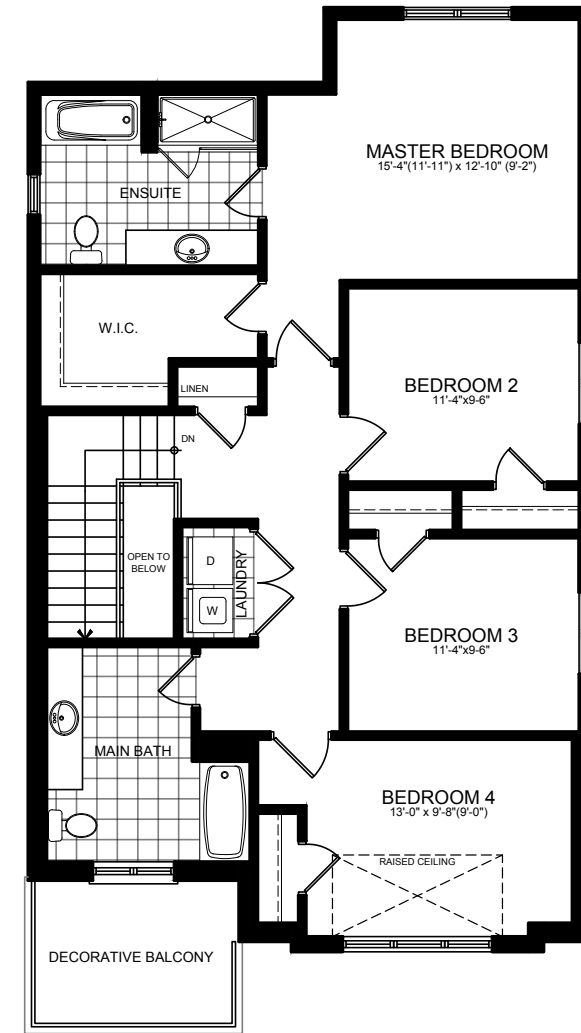 MASTER BEDROOM
15'-4"(11'-11") x 12'-10" (9'-2")
ENSUITE
W.I.C.
LINEN
BEDROOM 2
11'-4"x9-6"
DN
OPEN TO
BELOW
D
W
LAUNDRY
BEDROOM 3
11'-4"x9-6"
MAIN BATH
BEDROOM 4
13'-0" x 9'-8"(9'-0")
RAISED CEILING
DECORATIVE BALCONY